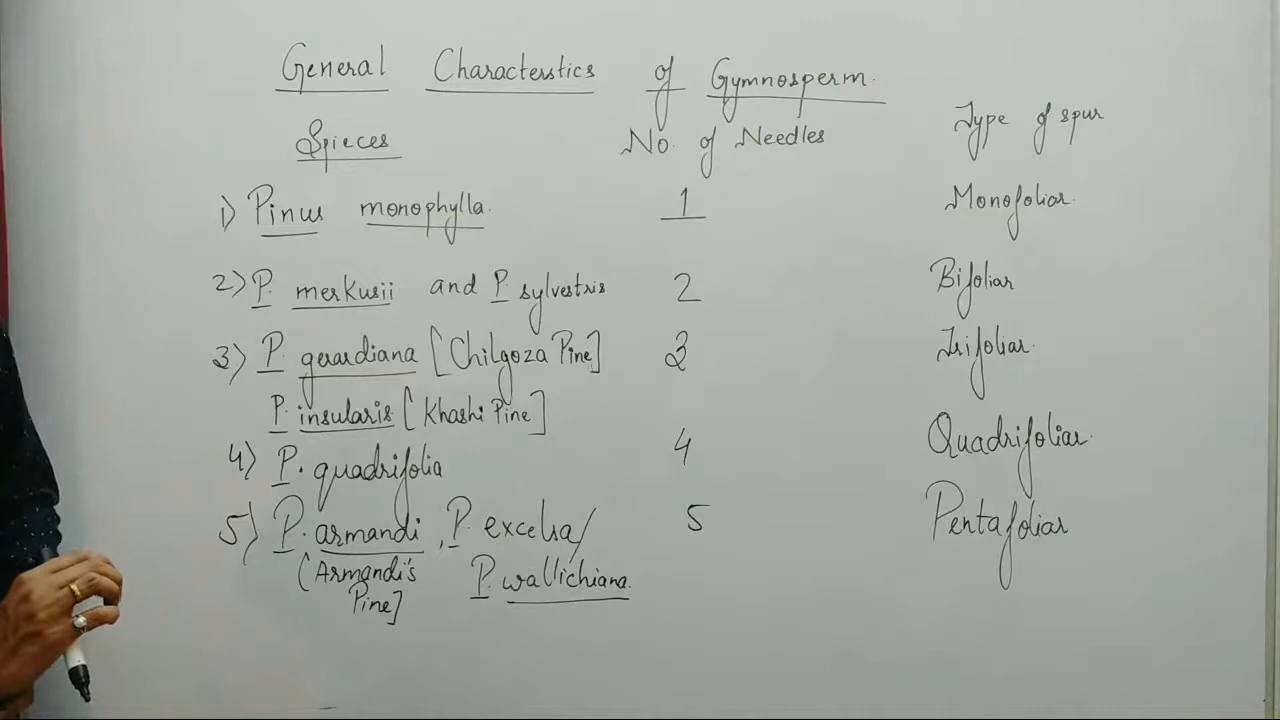 General Characterstics of Gymnosperm.
Spieces No. of Needles Type of spur
1) Pinus monophylla. 1 Monofoliar.
2) P. merkusii and P. sylvestris 2 Bifoliar
3) P. gerardiana [Chilgoza Pine] 3 Trifoliar.
P. insularis [Khashi Pine]
4) P. quadrifolia 4 Quadrifoliar.
5) P. armandi, P. excelsa/ 5 Pentafoliar
(Armandi's P. wallichiana.
Pine]